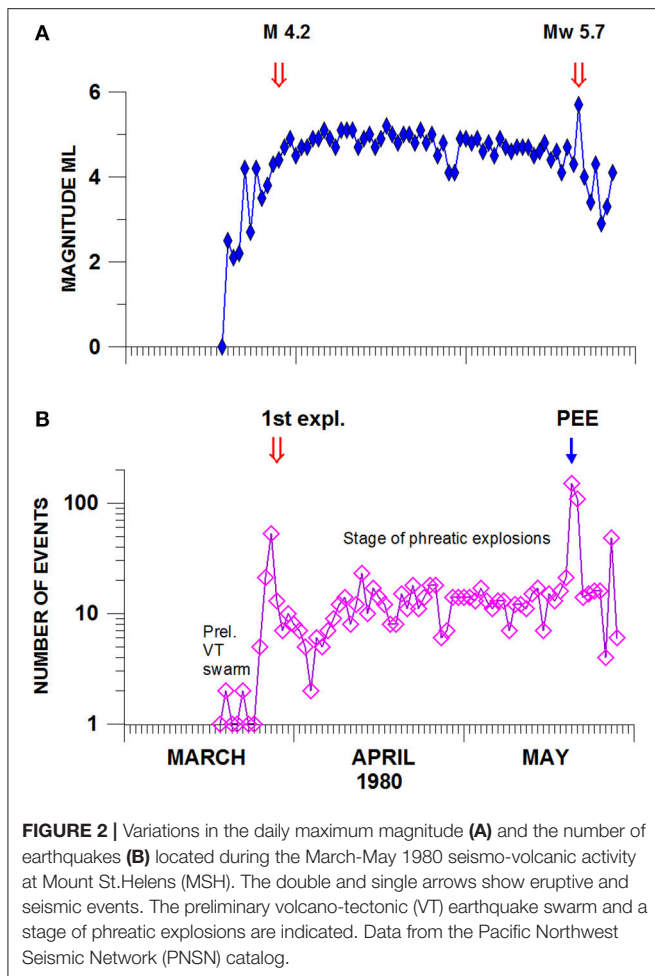 A
M 4.2
Mw 5.7
6
4
2
0
MAGNITUDE ML
B
1st expl.
PEE
100
10
1
NUMBER OF EVENTS
Stage of phreatic explosions
Prel.
VT
swarm
MARCH
APRIL
MAY
1980
FIGURE 2 | Variations in the daily maximum magnitude (A) and the number of
earthquakes (B) located during the March-May 1980 seismo-volcanic activity
at Mount St.Helens (MSH). The double and single arrows show eruptive and
seismic events. The preliminary volcano-tectonic (VT) earthquake swarm and a
stage of phreatic explosions are indicated. Data from the Pacific Northwest
Seismic Network (PNSN) catalog.